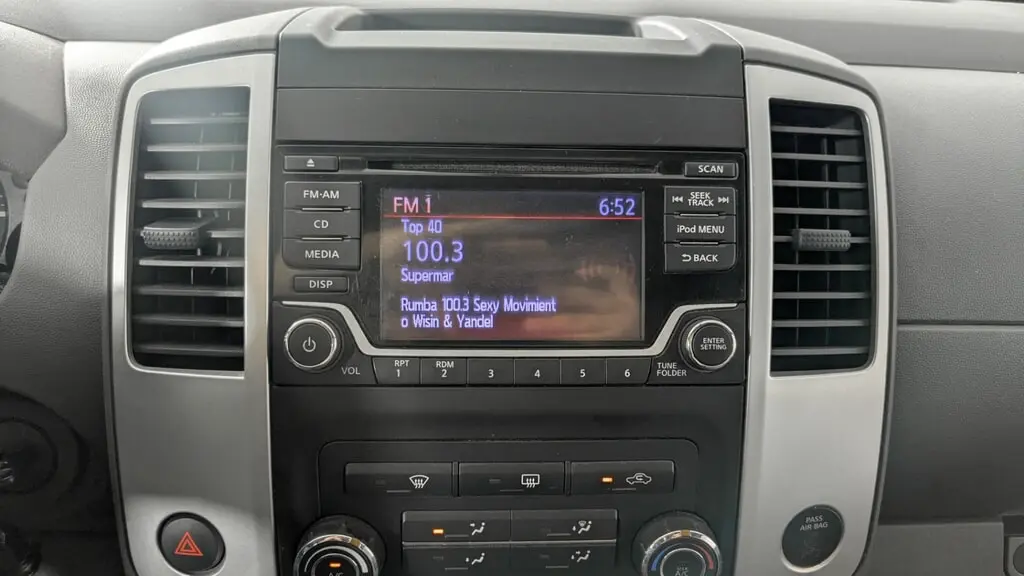 SCAN
FM·AM
CD
MEDIA
DISP
FM 1 6:52
Top 40
100.3
Supermar
Rumba 100.3 Sexy Movimient
o Wisin & Yandel
SEEK
TRACK
iPod MENU
BACK
ENTER
SETTING
VOL
RPT
1
RDM
2
3
4
5
6
TUNE
FOLDER
PASS
AIR BAG
A/C
A/C